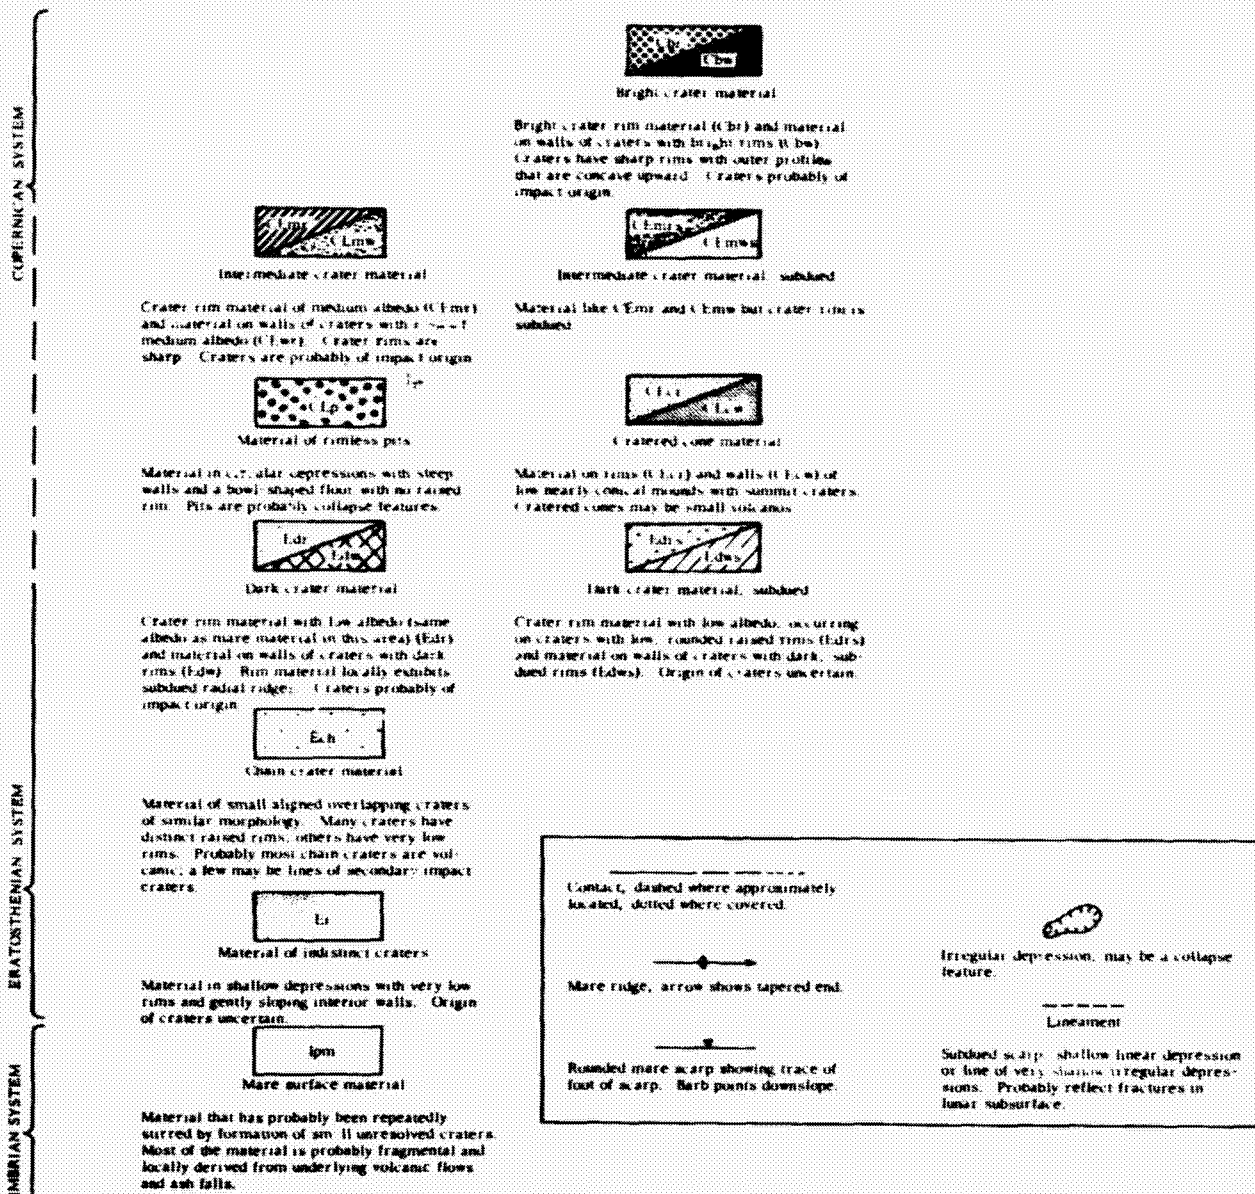 COPERNICAN SYSTEM
Cbw
Bright crater material
Bright crater rim material (Cbr) and material
on walls of craters with bright rims (Cbw)
Craters have sharp rims with outer profiles
that are concave upward Craters probably of
impact origin.
CEmr
CEmw
Intermediate crater material
Crater rim material of medium albedo (CEmr)
and material on walls of craters with
medium albedo (CEwr). Crater rims are
sharp Craters are probably of impact origin
CEmrs
CEmws
Intermediate crater material, subdued
Material like CEmr and CEmw but crater rim is
subdued
CEp
Material of rimless pits
Material in circular depressions with steep
walls and a bowl-shaped floor with no raised
rim. Pits are probably collapse features.
CEcr
CEcw
Cratered cone material
Material on rims (CEcr) and walls (CEcw) of
low nearly conical mounds with summit craters.
Cratered cones may be small volcanos
Edr
Edw
Dark crater material
Crater rim material with low albedo (same
albedo as mare material in this area) (Edr)
and material on walls of craters with dark
rims (Edw) Rim material locally exhibits
subdued radial ridges. Craters probably of
impact origin
Edrs
Edws
Dark crater material, subdued
Crater rim material with low albedo, occurring
on craters with low, rounded raised rims (Edrs)
and material on walls of craters with dark, sub-
dued rims (Edws). Origin of craters uncertain.
ERATOSTHENIAN SYSTEM
Ech
Chain crater material
Material of small aligned overlapping craters
of similar morphology. Many craters have
distinct raised rims, others have very low
rims. Probably most chain craters are vol-
canic; a few may be lines of secondary impact
craters.
Ei
Material of indistinct craters
Material in shallow depressions with very low
rims and gently sloping interior walls. Origin
of craters uncertain.
IMBRIAN SYSTEM
Ipm
Mare surface material
Material that has probably been repeatedly
stirred by formation of sm ll unresolved craters.
Most of the material is probably fragmental and
locally derived from underlying volcanic flows
and ash falls.
Contact, dashed where approximately
located, dotted where covered.
Mare ridge, arrow shows tapered end.
Rounded mare scarp showing trace of
foot of scarp. Barb points downslope.
Irregular depression, may be a collapse
feature.
Lineament
Subdued scarp, shallow linear depression
or line of very shallow irregular depres-
sions. Probably reflect fractures in
lunar subsurface.